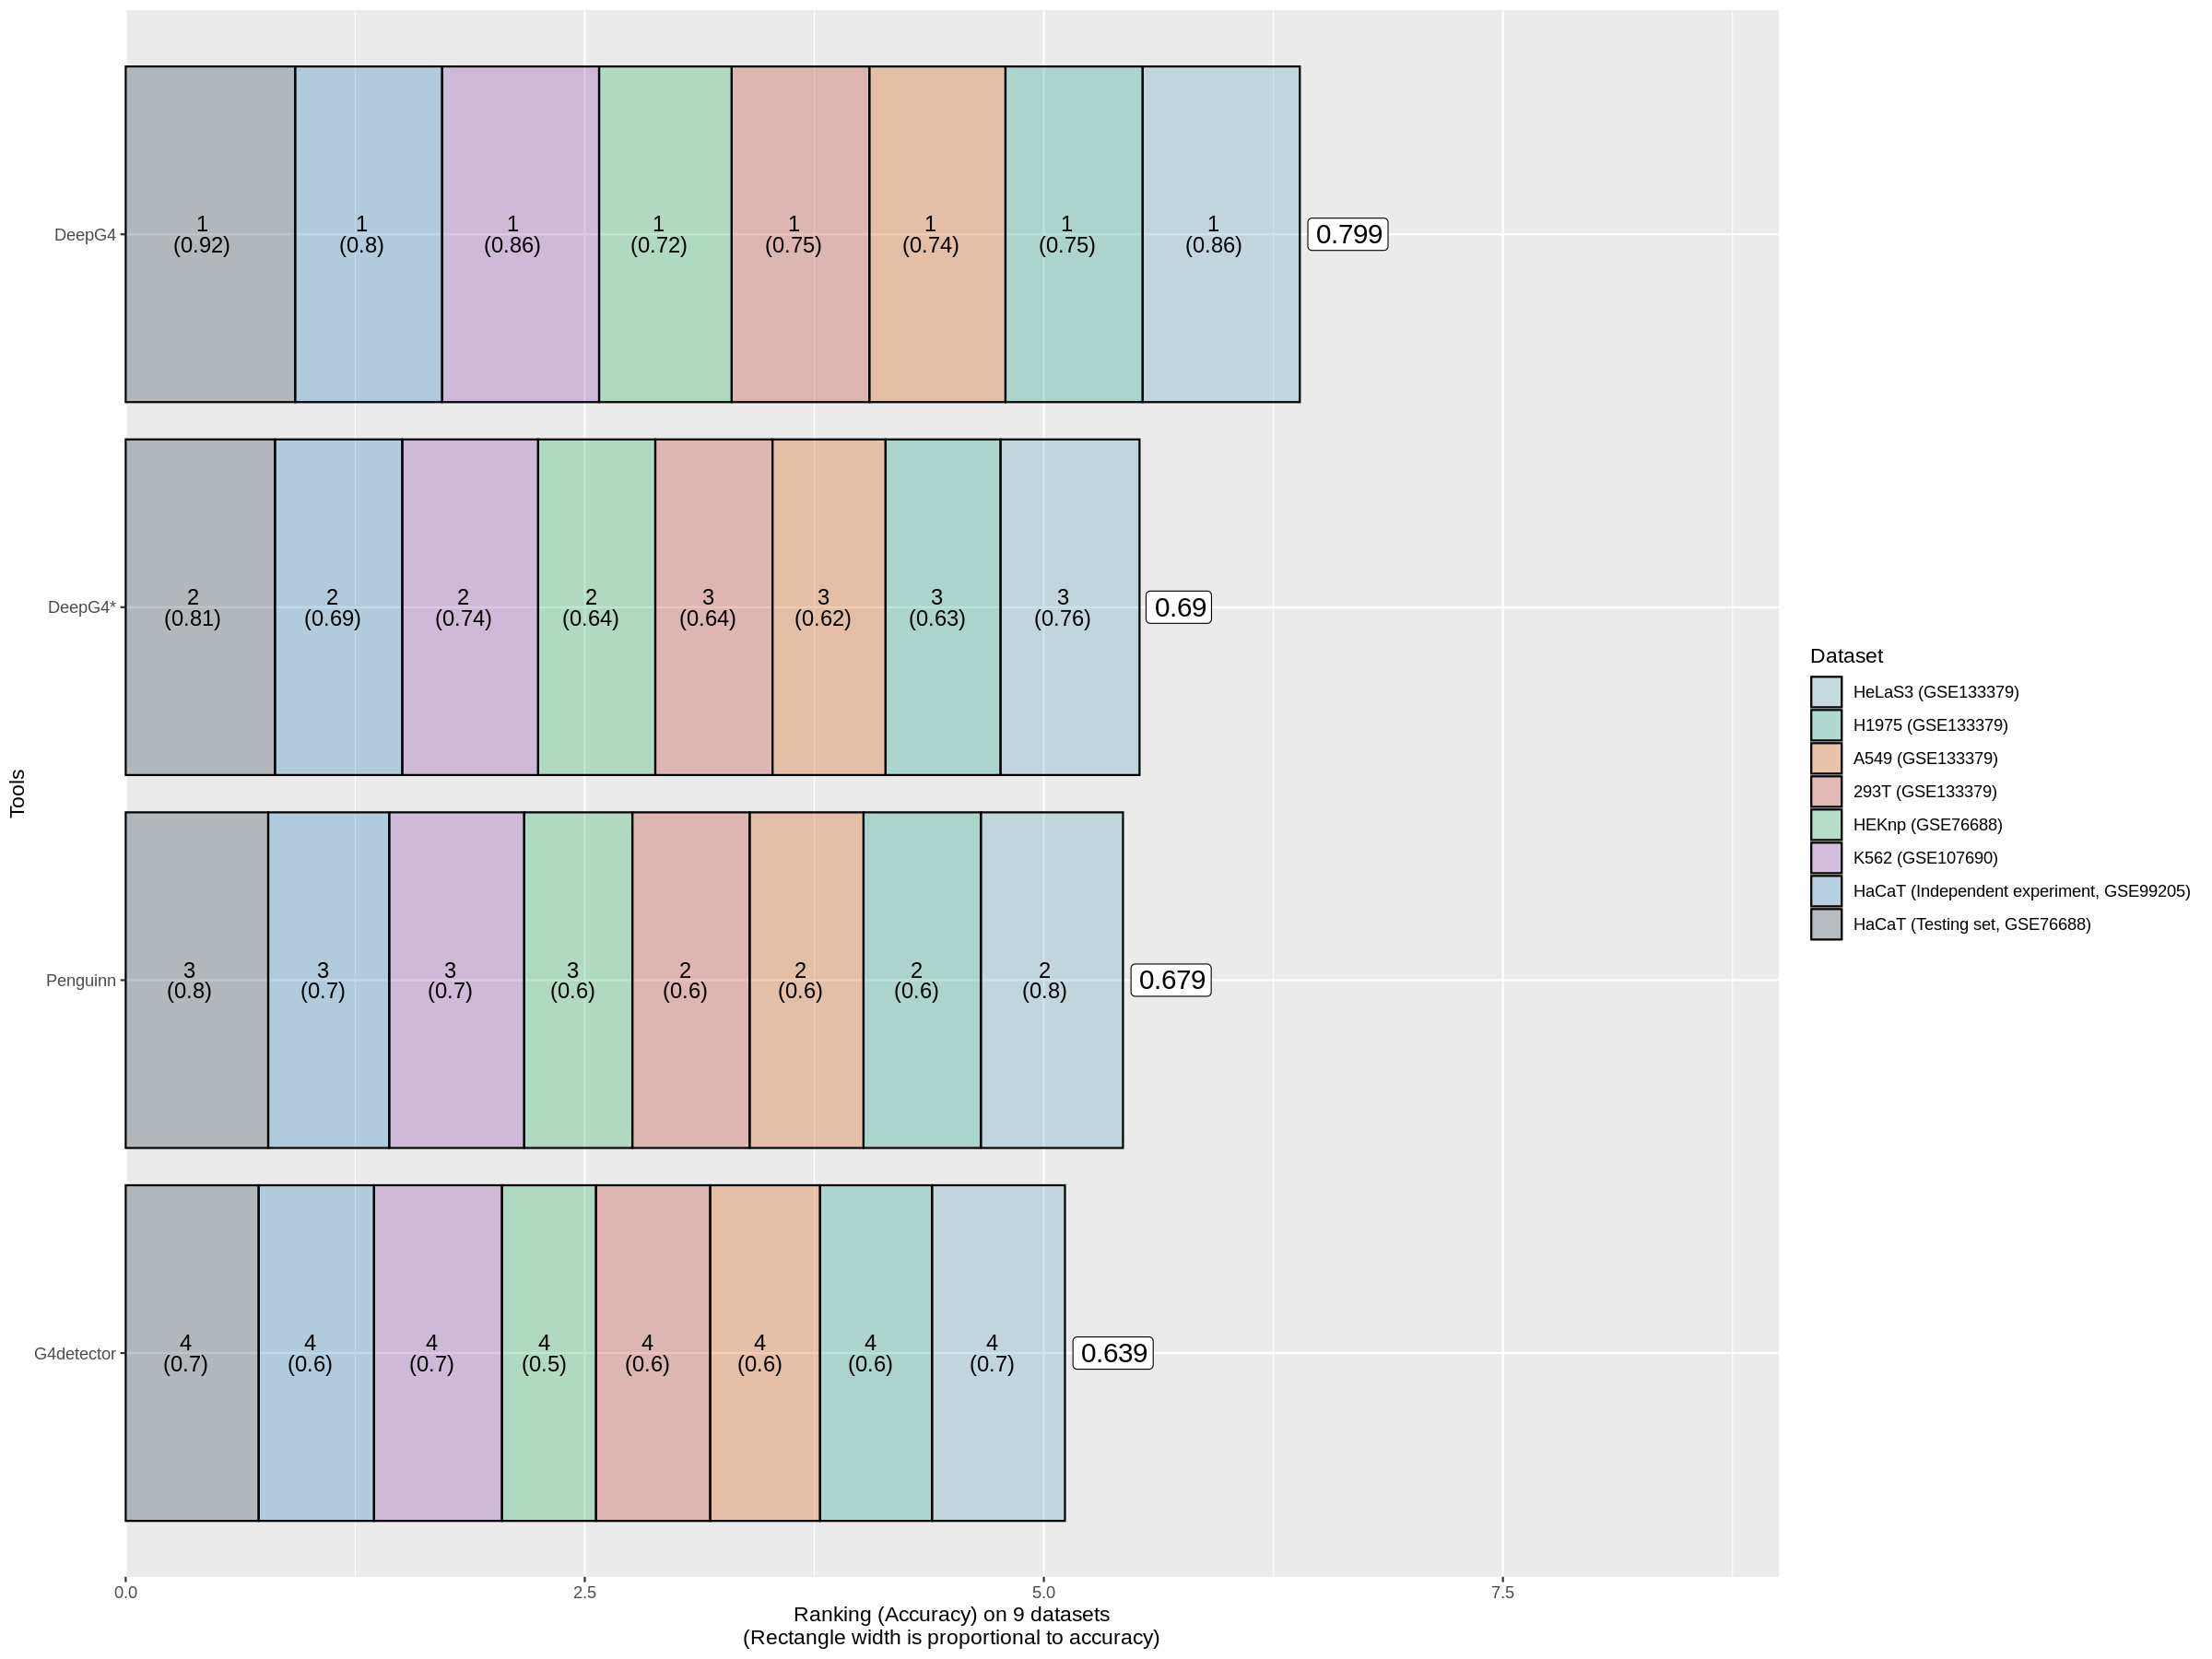 DeepG4
1 1 1 1 1 1 1 1
(0.92) (0.8) (0.86) (0.72) (0.75) (0.74) (0.75) (0.86)
0.799
DeepG4*
2 2 2 2 3 3 3 3
(0.81) (0.69) (0.74) (0.64) (0.64) (0.62) (0.63) (0.76)
0.69
Penguinn
3 3 3 3 2 2 2 2
(0.8) (0.7) (0.7) (0.6) (0.6) (0.6) (0.6) (0.8)
0.679
G4detector
4 4 4 4 4 4 4 4
(0.7) (0.6) (0.7) (0.5) (0.6) (0.6) (0.6) (0.7)
0.639
Tools
0.0 2.5 5.0 7.5
Ranking (Accuracy) on 9 datasets
(Rectangle width is proportional to accuracy)
Dataset
HeLaS3 (GSE133379)
H1975 (GSE133379)
A549 (GSE133379)
293T (GSE133379)
HEKnp (GSE76688)
K562 (GSE107690)
HaCaT (Independent experiment, GSE99205)
HaCaT (Testing set, GSE76688)